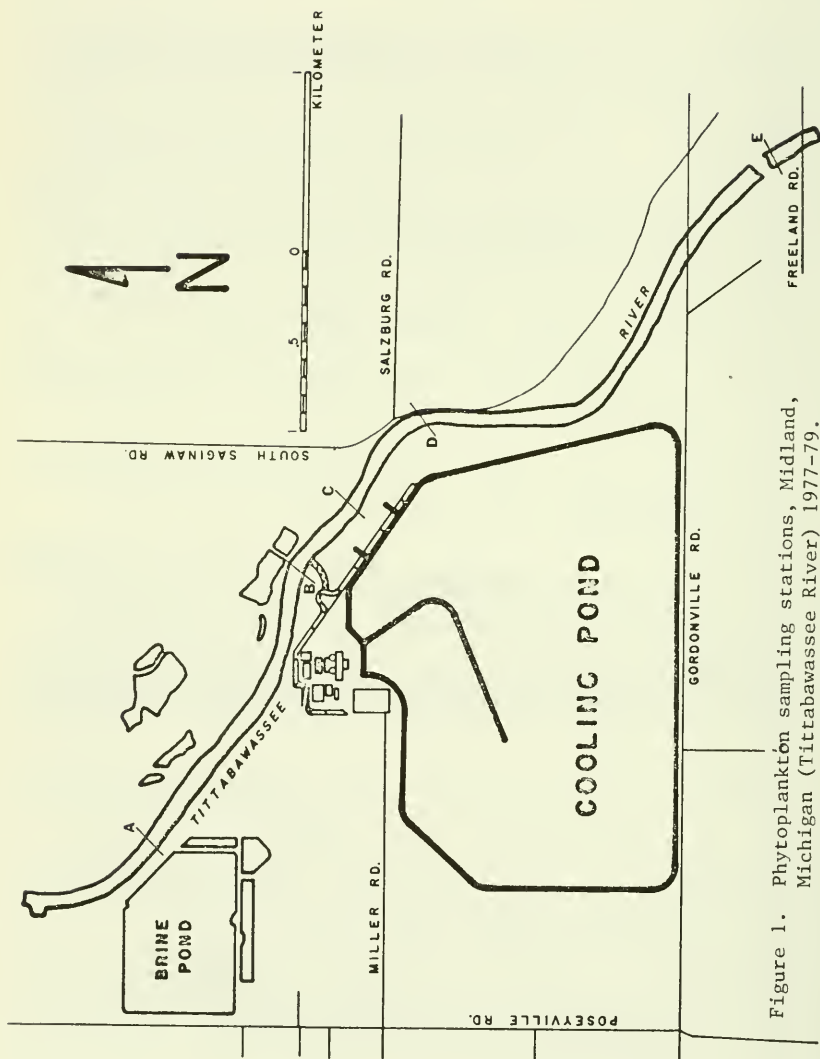 KILOMETER
1 .5 0 1
N
SOUTH SAGINAW RD.
SALZBURG RD.
A
B
C
D
E
TITTABAWASSEE
RIVER
BRINE
POND
MILLER RD.
COOLING POND
GORDONVILLE RD.
FREELAND RD.
POSEYVILLE RD.
Figure 1. Phytoplankton sampling stations, Midland,
Michigan (Tittabawassee River) 1977-79.